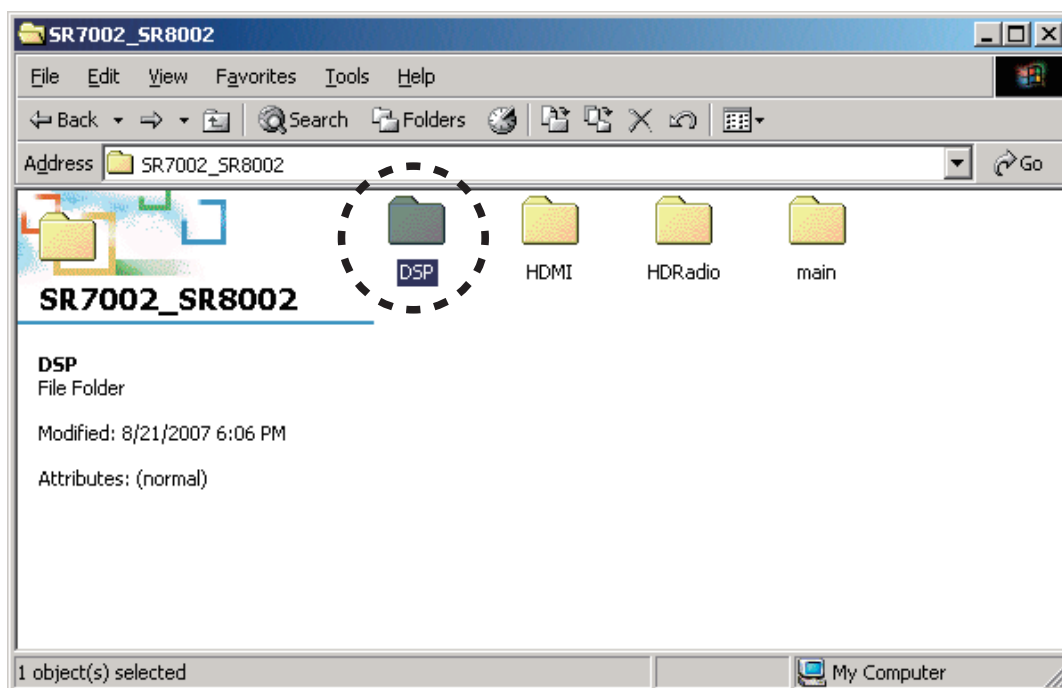 SR7002_SR8002
File Edit View Favorites Tools Help
Back Search Folders
Address SR7002_SR8002 Go
DSP HDMI HDRadio main
SR7002_SR8002
DSP
File Folder
Modified: 8/21/2007 6:06 PM
Attributes: (normal)
1 object(s) selected My Computer